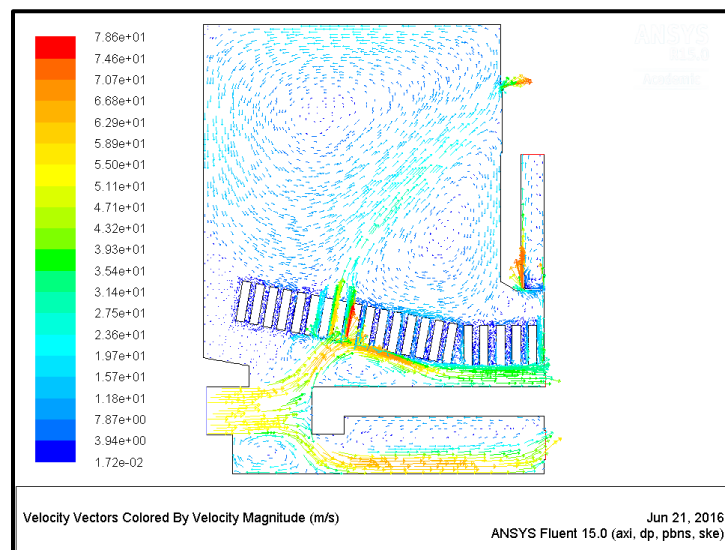 7.86e+01
7.46e+01
7.07e+01
6.68e+01
6.29e+01
5.89e+01
5.50e+01
5.11e+01
4.71e+01
4.32e+01
3.93e+01
3.54e+01
3.14e+01
2.75e+01
2.36e+01
1.97e+01
1.57e+01
1.18e+01
7.87e+00
3.94e+00
1.72e-02
ANSYS
R15.0
Academic
Velocity Vectors Colored By Velocity Magnitude (m/s)
Jun 21, 2016
ANSYS Fluent 15.0 (axi, dp, pbns, ske)